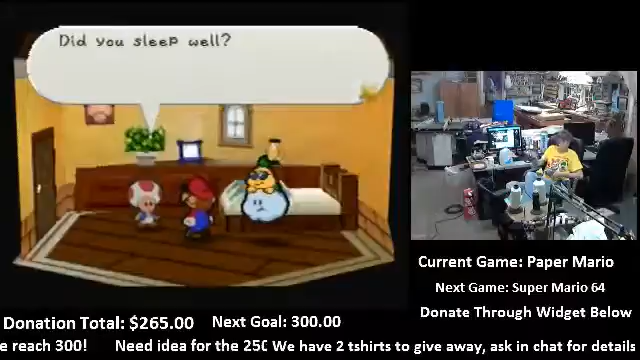 Did you sleep well?
Current Game: Paper Mario
Next Game: Super Mario 64
Donate Through Widget Below
Donation Total: $265.00 Next Goal: 300.00
e reach 300! Need idea for the 250 We have 2 tshirts to give away, ask in chat for details